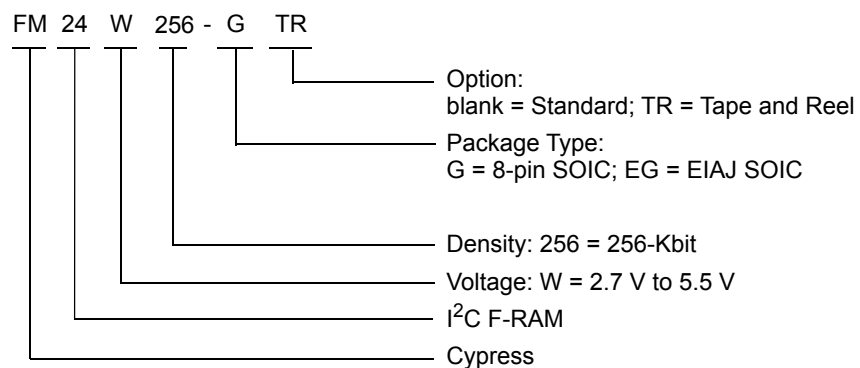 FM 24 W 256 - G TR
Option:
blank = Standard; TR = Tape and Reel
Package Type:
G = 8-pin SOIC; EG = EIAJ SOIC
Density: 256 = 256-Kbit
Voltage: W = 2.7 V to 5.5 V
I²C F-RAM
Cypress